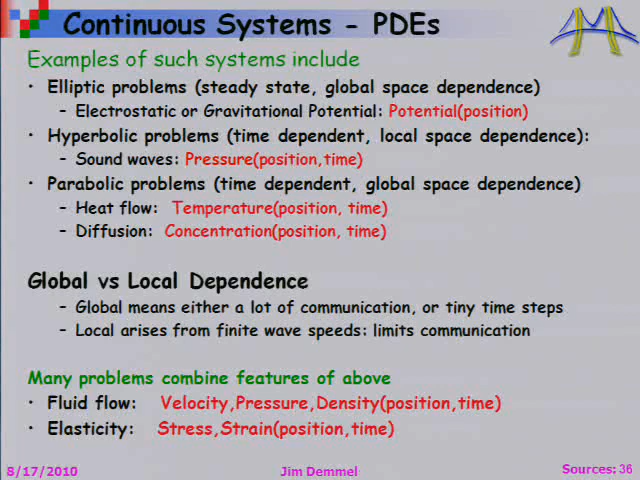 Continuous Systems - PDEs
Examples of such systems include
• Elliptic problems (steady state, global space dependence)
– Electrostatic or Gravitational Potential: Potential(position)
• Hyperbolic problems (time dependent, local space dependence):
– Sound waves: Pressure(position,time)
• Parabolic problems (time dependent, global space dependence)
– Heat flow: Temperature(position, time)
– Diffusion: Concentration(position, time)
Global vs Local Dependence
– Global means either a lot of communication, or tiny time steps
– Local arises from finite wave speeds: limits communication
Many problems combine features of above
• Fluid flow: Velocity,Pressure,Density(position,time)
• Elasticity: Stress,Strain(position,time)
8/17/2010 Jim Demmel Sources: 36